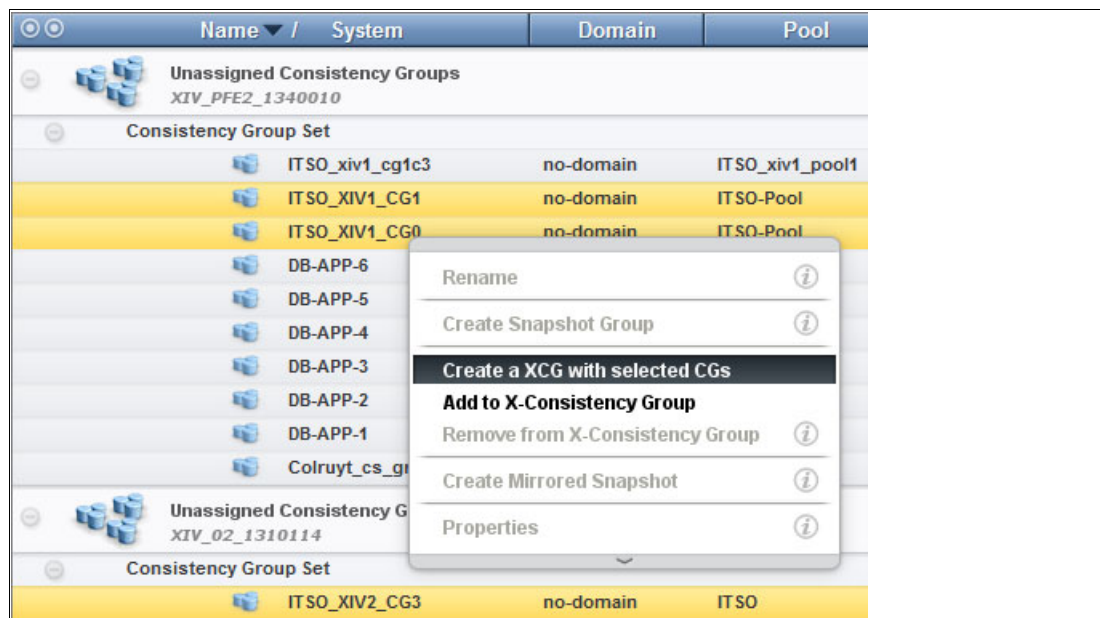 Name / System Domain Pool
Unassigned Consistency Groups
XIV_PFE2_1340010
Consistency Group Set
ITSO_xiv1_cg1c3 no-domain ITSO_xiv1_pool1
ITSO_XIV1_CG1 no-domain ITSO-Pool
ITSO_XIV1_CG0 no-domain ITSO-Pool
DB-APP-6
DB-APP-5
DB-APP-4
DB-APP-3
DB-APP-2
DB-APP-1
Colruyt_cs_gr
Rename
Create Snapshot Group
Create a XCG with selected CGs
Add to X-Consistency Group
Remove from X-Consistency Group
Create Mirrored Snapshot
Properties
Unassigned Consistency G
XIV_02_1310114
Consistency Group Set
ITSO_XIV2_CG3 no-domain ITSO